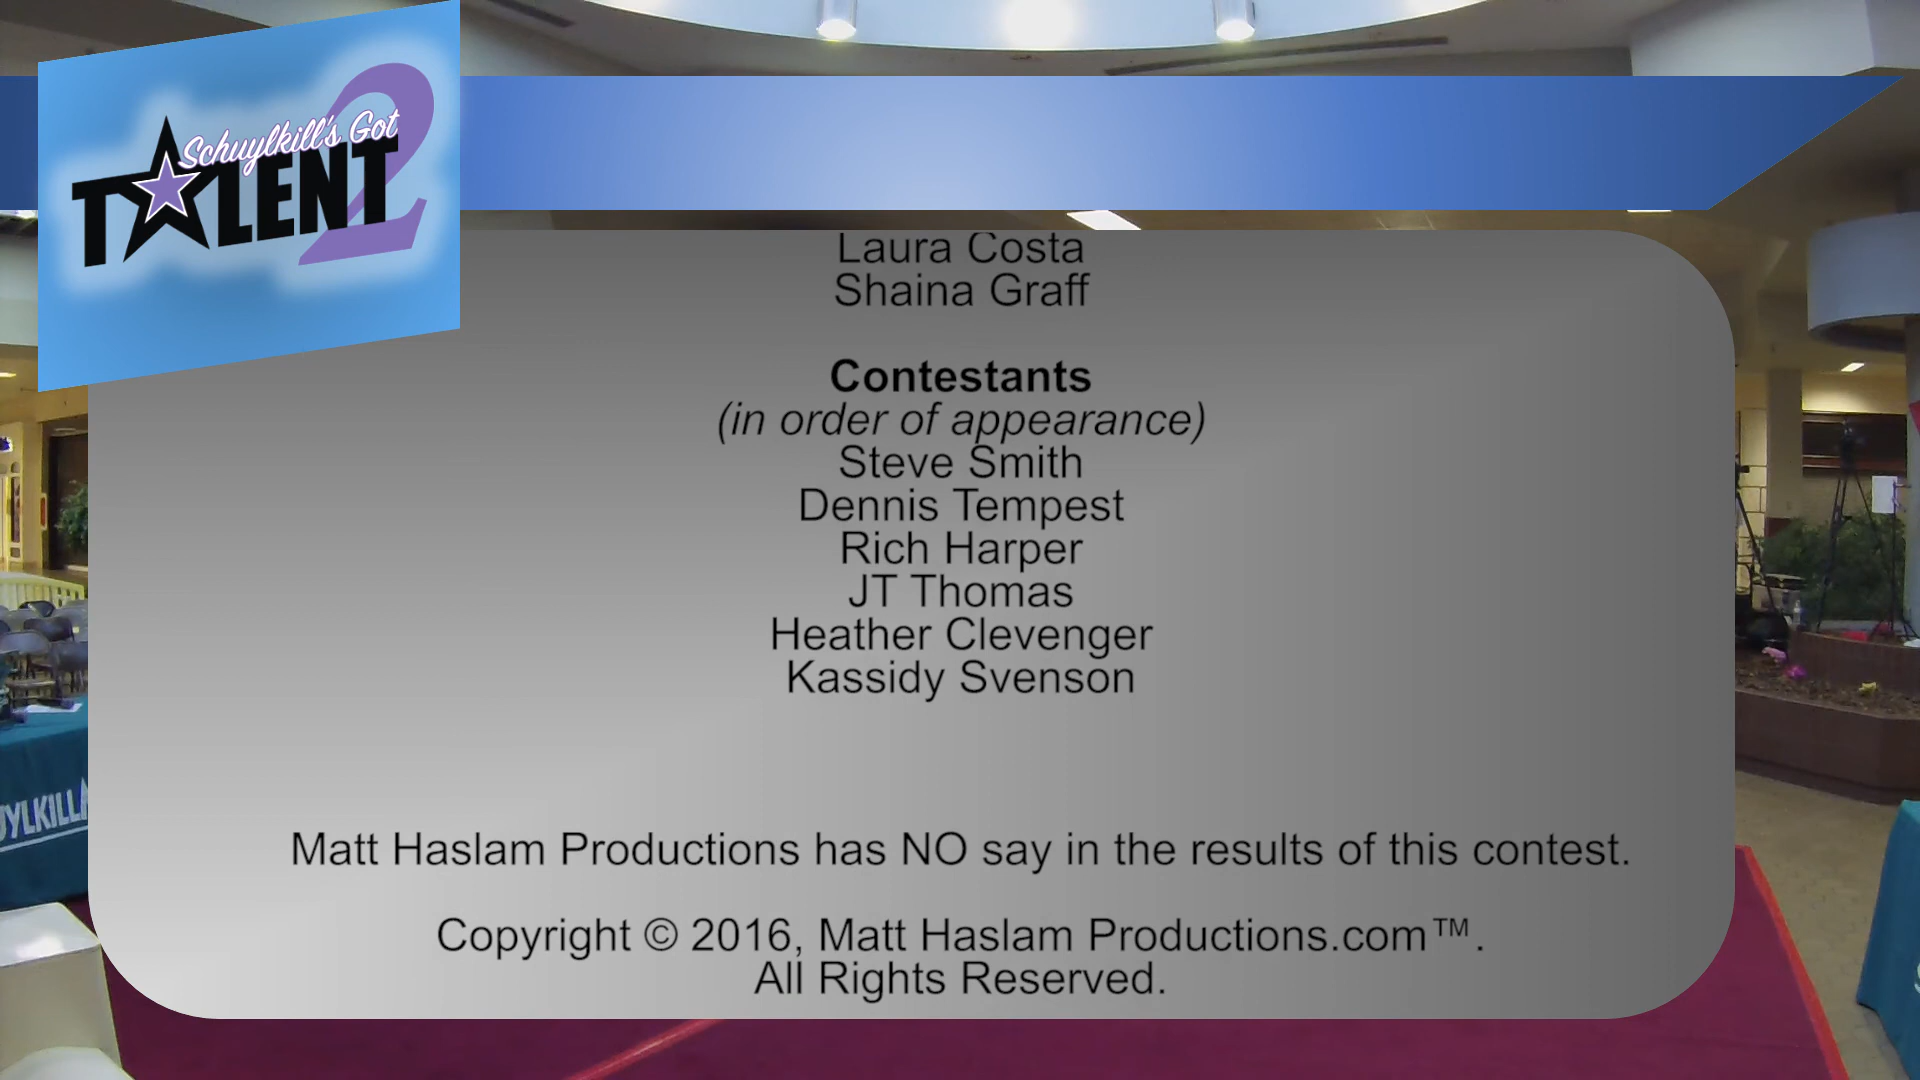 Schuylkill's Got
TALENT 2
Laura Costa
Shaina Graff
Contestants
(in order of appearance)
Steve Smith
Dennis Tempest
Rich Harper
JT Thomas
Heather Clevenger
Kassidy Svenson
Matt Haslam Productions has NO say in the results of this contest.
Copyright © 2016, Matt Haslam Productions.com™.
All Rights Reserved.